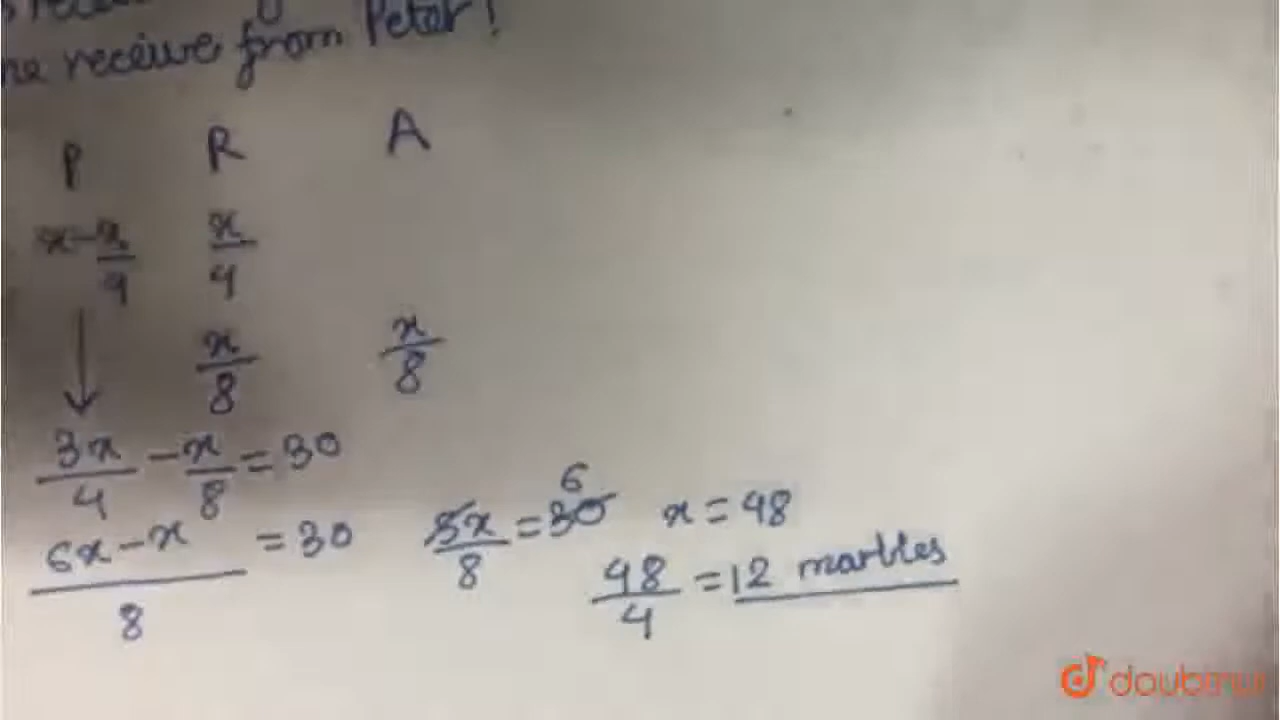 he receive from Peter?
P R A
x - x/4 x/4
x/8 x/8
3x/4 - x/8 = 30
6x - x/8 = 30 5x/8 = 30 6 x = 48
48/4 = 12 marbles
doubtnut